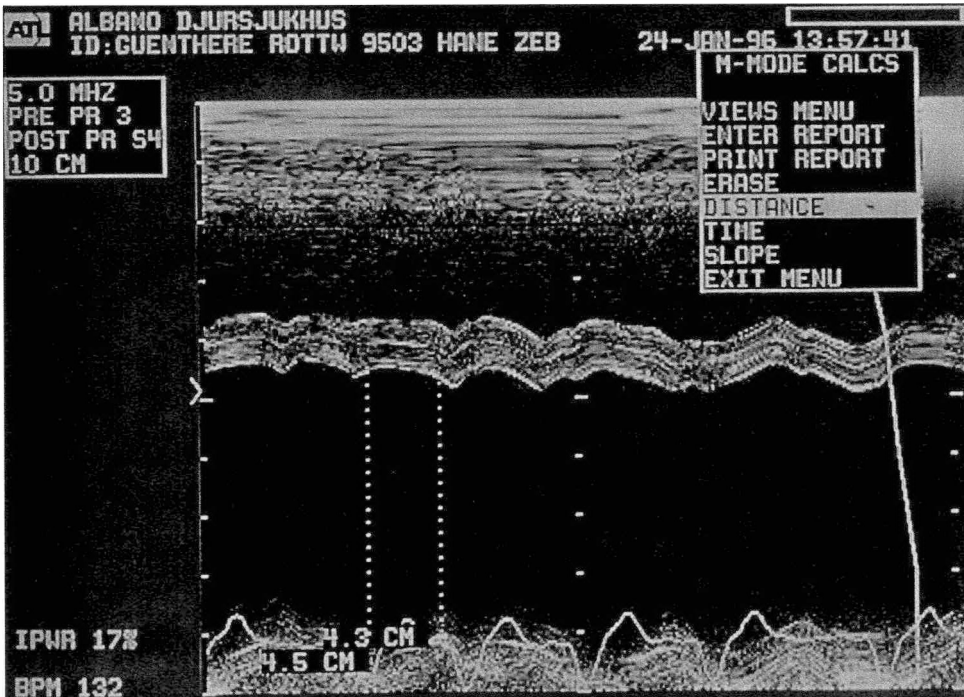 ATL
ALBANO DJURSJUKHUS
ID:GUENTHERE ROTTW 9503 HANE ZEB 24-JAN-96 13:57:41
5.0 MHZ
PRE PR 3
POST PR S4
10 CM
M-MODE CALCS
VIEWS MENU
ENTER REPORT
PRINT REPORT
ERASE
DISTANCE
TIME
SLOPE
EXIT MENU
4.3 CM
4.5 CM
IPWR 17%
BPM 132